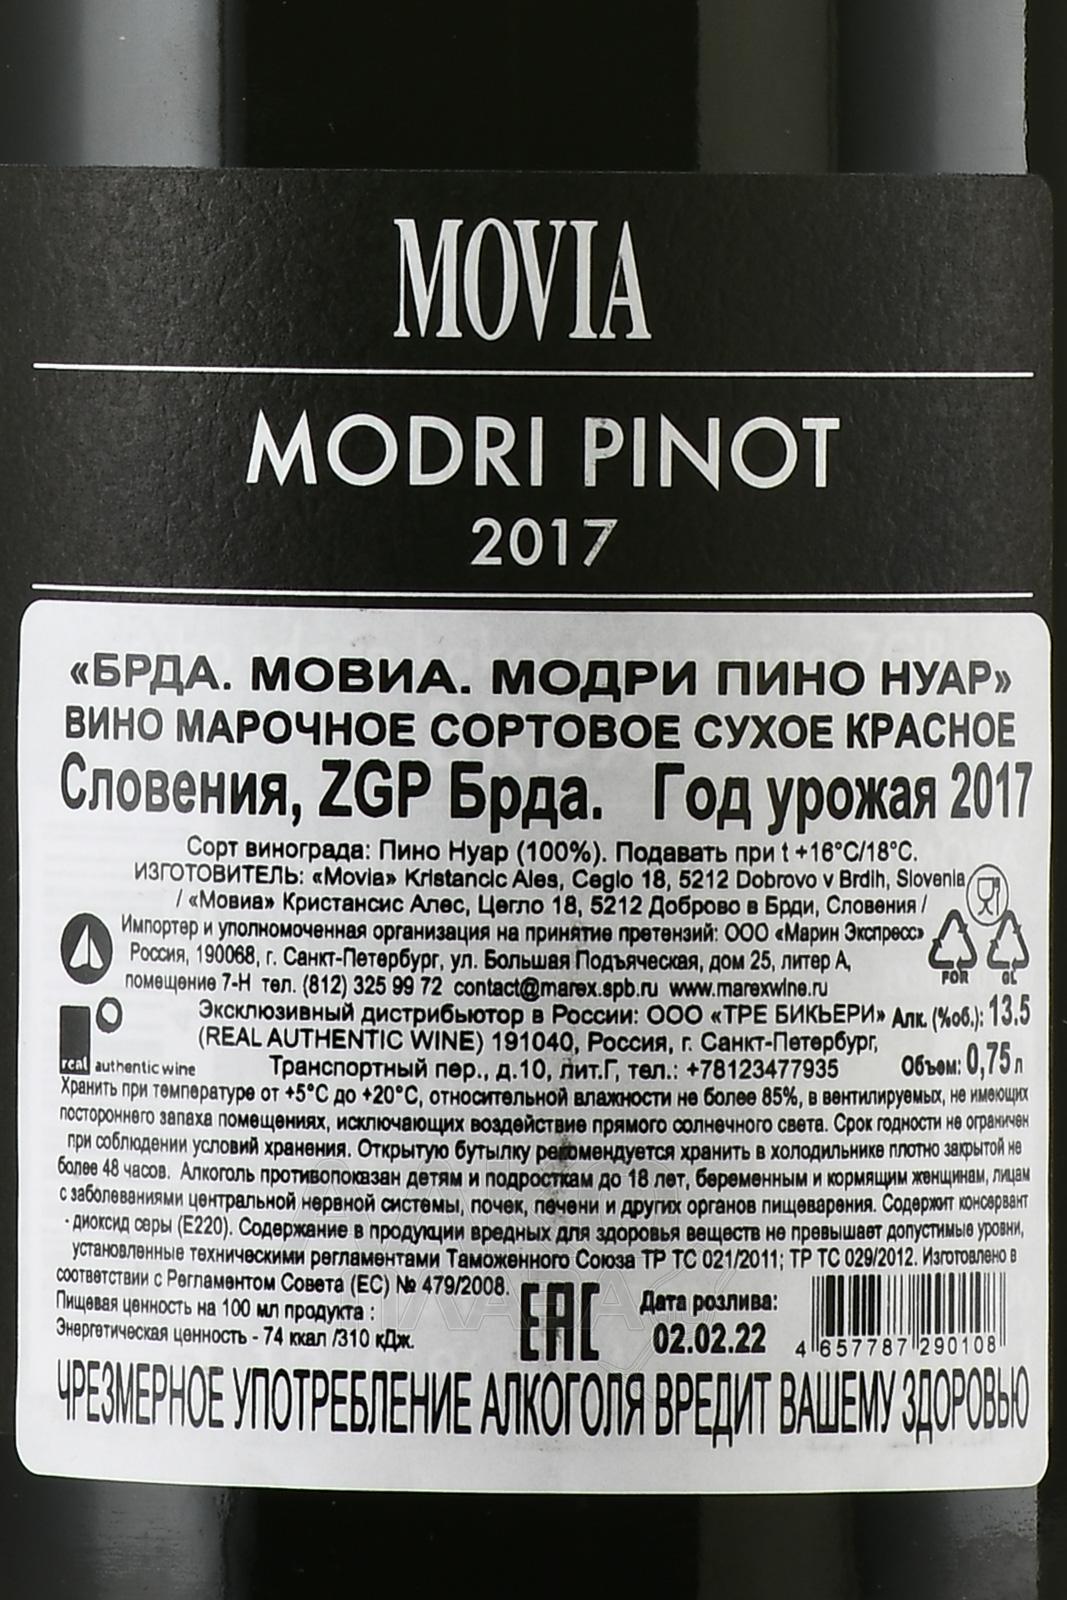 MOVIA
MODRI PINOT
2017
«БРДА. МОВИА. МОДРИ ПИНО НУАР»
ВИНО МАРОЧНОЕ СОРТОВОЕ СУХОЕ КРАСНОЕ
Словения, ZGP Брда. Год урожая 2017
Сорт винограда: Пино Нуар (100%). Подавать при t +16°C/18°C.
ИЗГОТОВИТЕЛЬ: «Movia» Kristancic Ales, Ceglo 18, 5212 Dobrovo v Brdih, Slovenia
/ «Мовиа» Кристансис Алес, Цегло 18, 5212 Доброво в Брди, Словения /
Импортер и уполномоченная организация на принятие претензий: ООО «Марин Экспресс»
Россия, 190068, г. Санкт-Петербург, ул. Большая Подъяческая, дом 25, литер А,
помещение 7-Н тел. (812) 325 99 72 contact@marex.spb.ru www.marexwine.ru
FOR GL
Эксклюзивный дистрибьютор в России: ООО «ТРЕ БИКЬЕРИ» Алк. (%об.): 13.5
(REAL AUTHENTIC WINE) 191040, Россия, г. Санкт-Петербург,
real authentic wine
Транспортный пер., д.10, лит.Г, тел.: +78123477935 Объем: 0,75 л
Хранить при температуре от +5°C до +20°C, относительной влажности не более 85%, в вентилируемых, не имеющих
постороннего запаха помещениях, исключающих воздействие прямого солнечного света. Срок годности не ограничен
при соблюдении условий хранения. Открытую бутылку рекомендуется хранить в холодильнике плотно закрытой не
более 48 часов. Алкоголь противопоказан детям и подросткам до 18 лет, беременным и кормящим женщинам, лицам
с заболеваниями центральной нервной системы, почек, печени и других органов пищеварения. Содержит консервант
- диоксид серы (E220). Содержание в продукции вредных для здоровья веществ не превышает допустимые уровни,
установленные техническими регламентами Таможенного Союза ТР ТС 021/2011; ТР ТС 029/2012. Изготовлено в
соответствии с Регламентом Совета (ЕС) № 479/2008.
Пищевая ценность на 100 мл продукта :
Энергетическая ценность - 74 ккал /310 кДж.
EAC
Дата розлива:
02.02.22
4 657787 290108
ЧРЕЗМЕРНОЕ УПОТРЕБЛЕНИЕ АЛКОГОЛЯ ВРЕДИТ ВАШЕМУ ЗДОРОВЬЮ